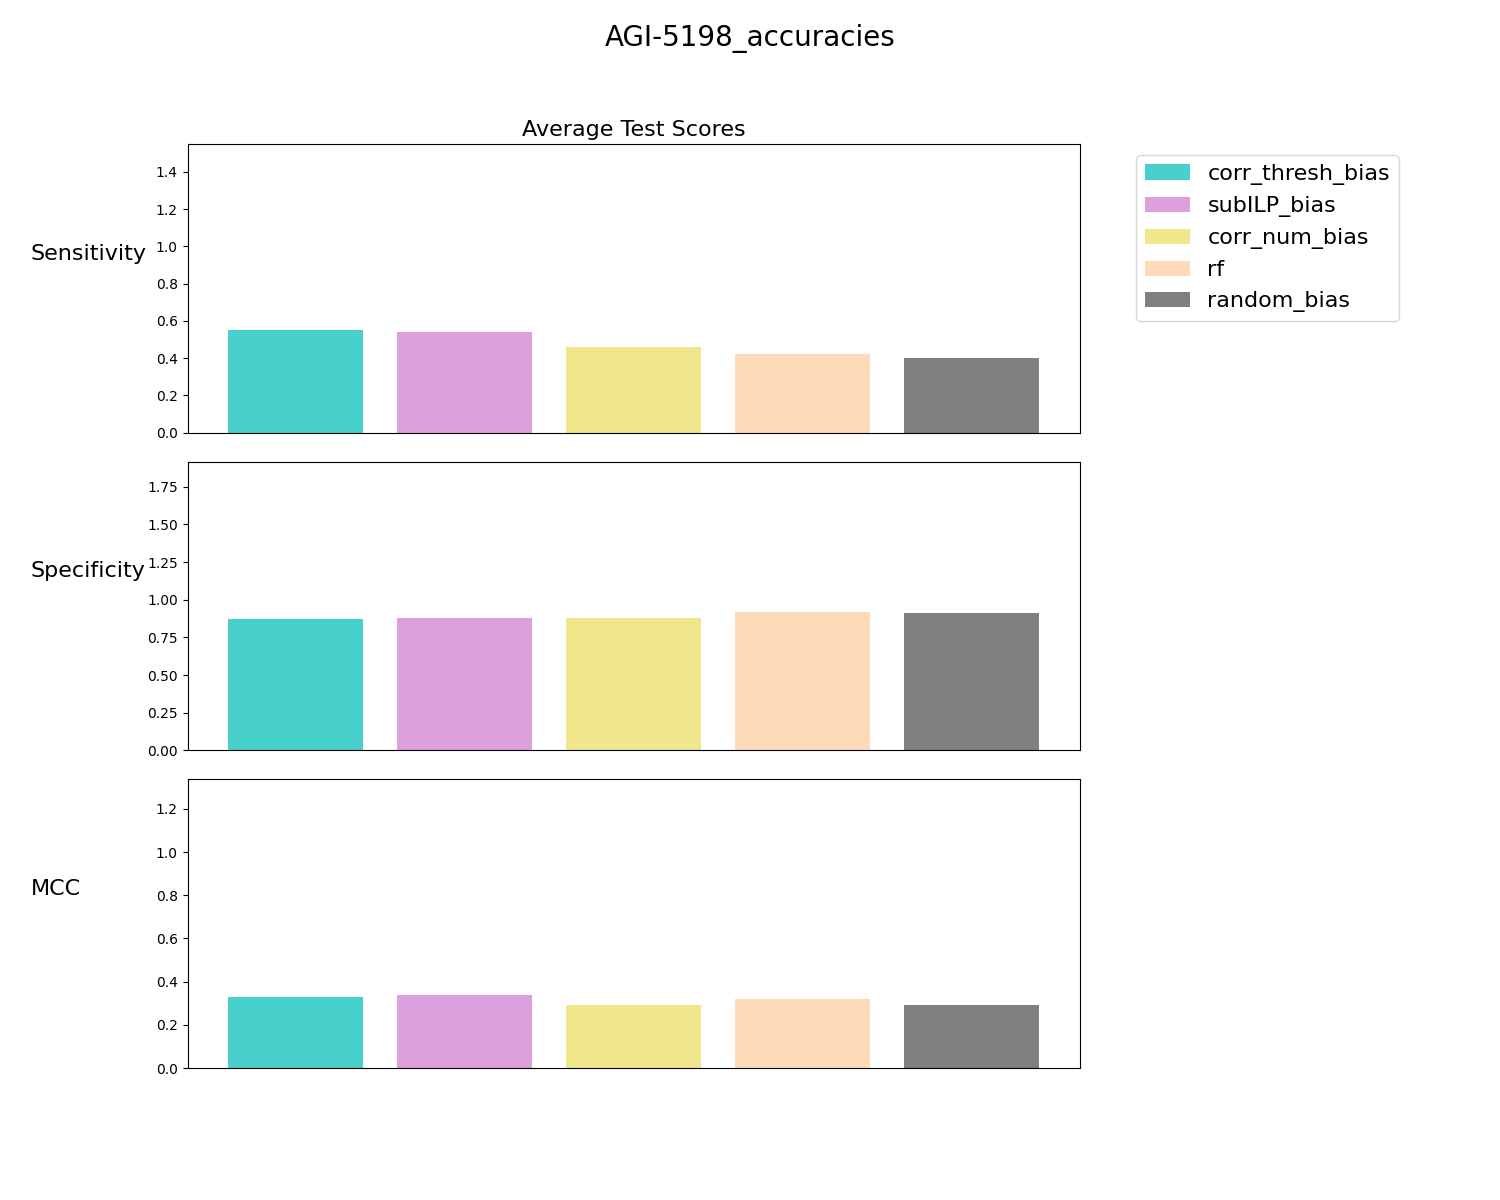 AGI-5198_accuracies
Average Test Scores
Sensitivity
1.4
1.2
1.0
0.8
0.6
0.4
0.2
0.0
corr_thresh_bias
subILP_bias
corr_num_bias
rf
random_bias
Specificity
1.75
1.50
1.25
1.00
0.75
0.50
0.25
0.00
MCC
1.2
1.0
0.8
0.6
0.4
0.2
0.0